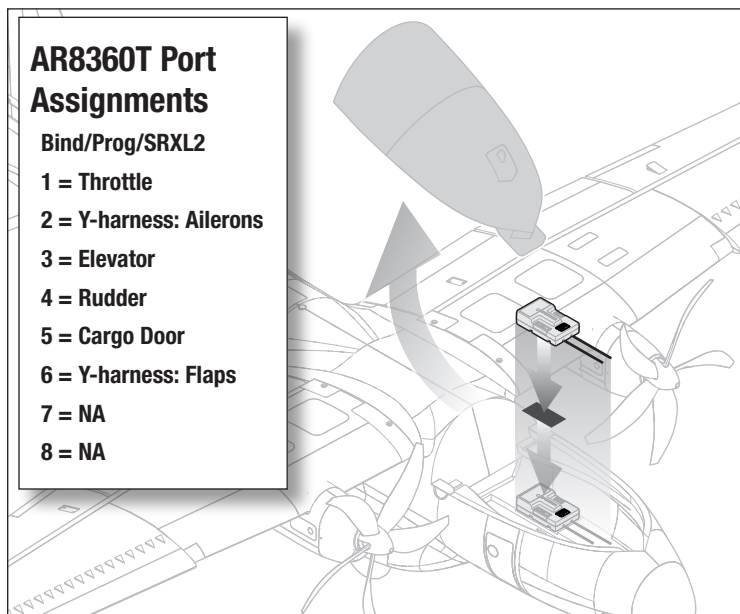 AR8360T Port
Assignments
Bind/Prog/SRXL2
1 = Throttle
2 = Y-harness: Ailerons
3 = Elevator
4 = Rudder
5 = Cargo Door
6 = Y-harness: Flaps
7 = NA
8 = NA